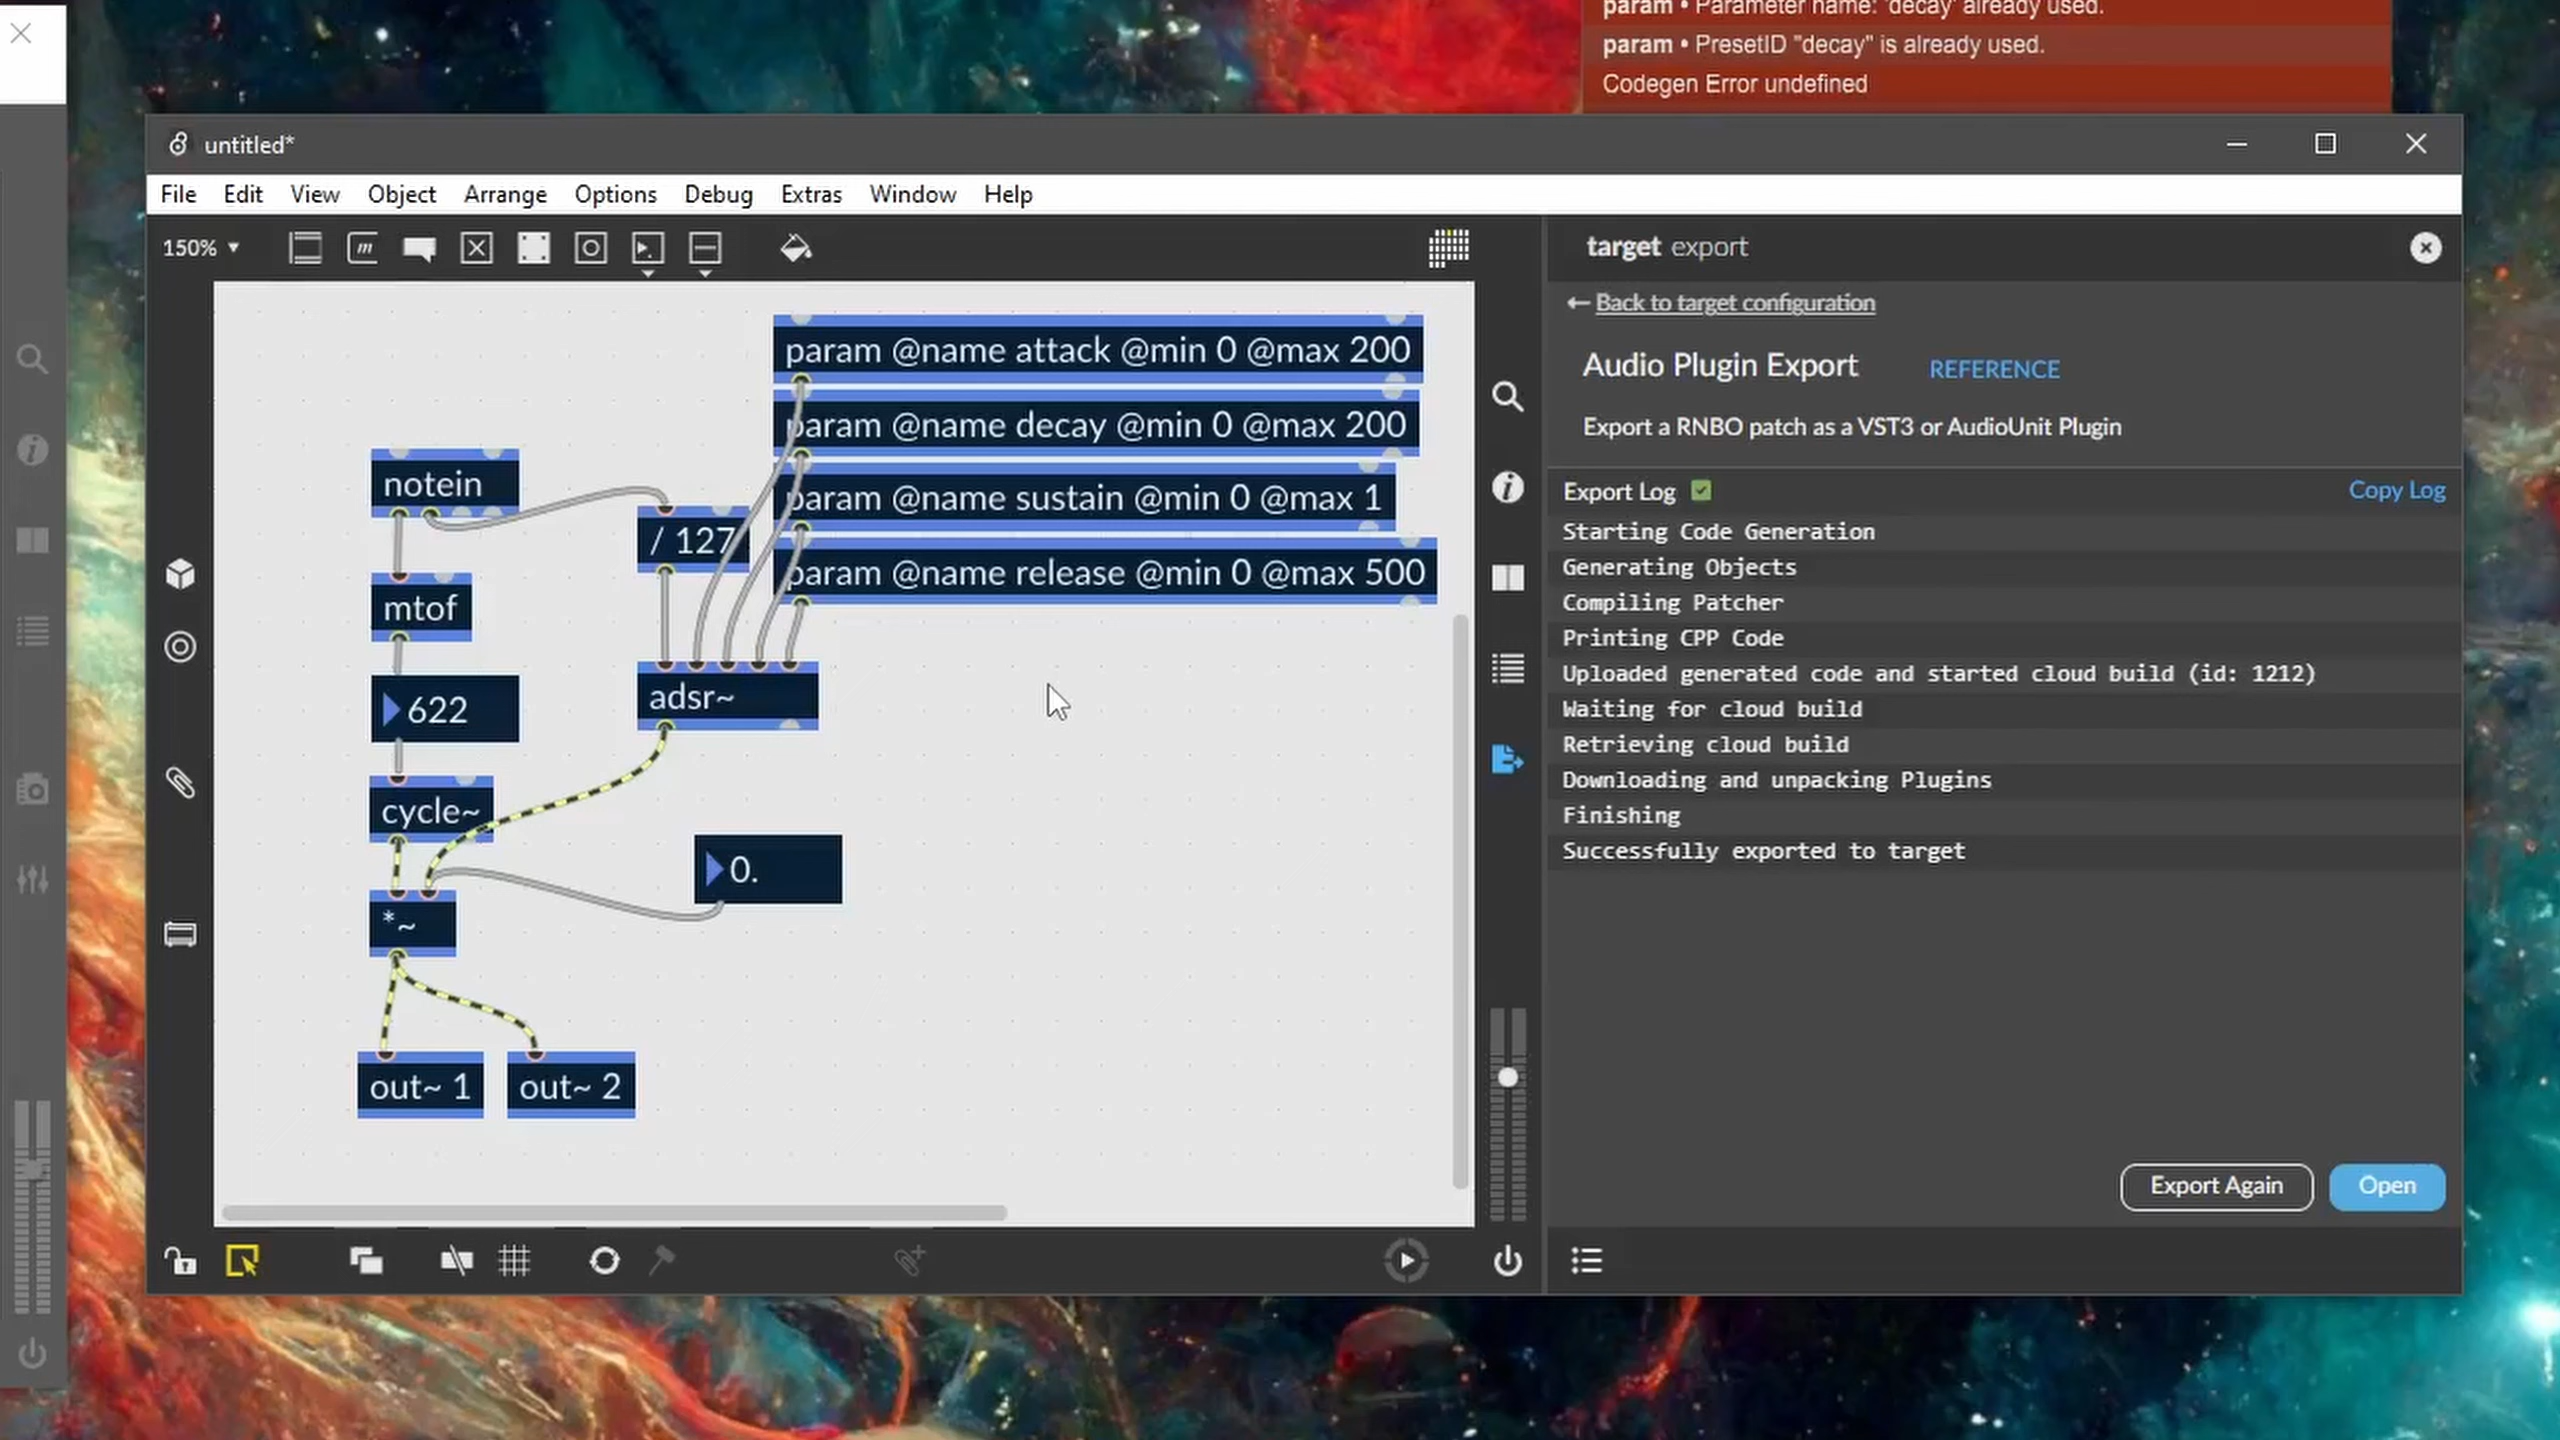 param • Parameter name: 'decay' already used.
param • PresetID "decay" is already used.
Codegen Error undefined
untitled*
File Edit View Object Arrange Options Debug Extras Window Help
150%
target export
← Back to target configuration
Audio Plugin Export REFERENCE
Export a RNBO patch as a VST3 or AudioUnit Plugin
Export Log
Copy Log
Starting Code Generation
Generating Objects
Compiling Patcher
Printing CPP Code
Uploaded generated code and started cloud build (id: 1212)
Waiting for cloud build
Retrieving cloud build
Downloading and unpacking Plugins
Finishing
Successfully exported to target
Export Again
Open
param @name attack @min 0 @max 200
param @name decay @min 0 @max 200
param @name sustain @min 0 @max 1
param @name release @min 0 @max 500
notein
/ 127
mtof
622
adsr~
cycle~
0.
*~
out~ 1
out~ 2